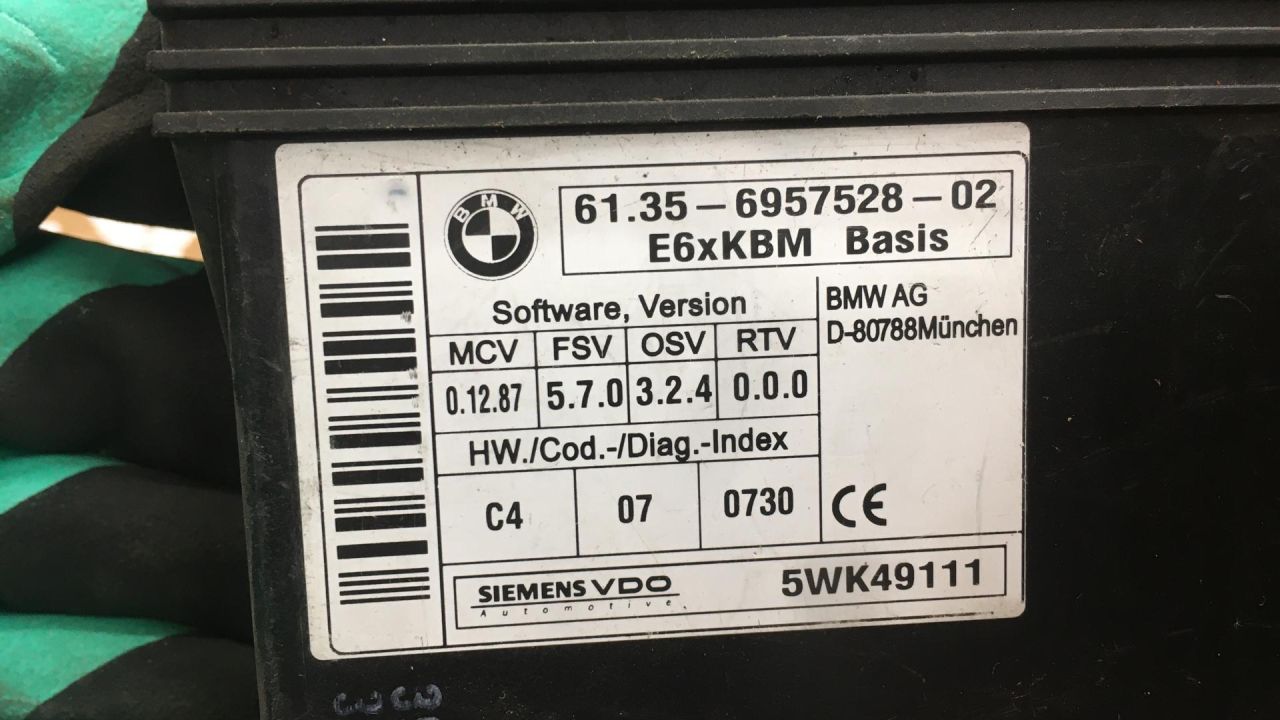 BMW
61.35 – 6957528 – 02
E6xKBM Basis
Software, Version
MCV FSV OSV RTV
0.12.87 5.7.0 3.2.4 0.0.0
BMW AG
D-80788München
HW./Cod.-/Diag.-Index
C4 07 0730
CE
SIEMENS VDO
Automotive
5WK49111